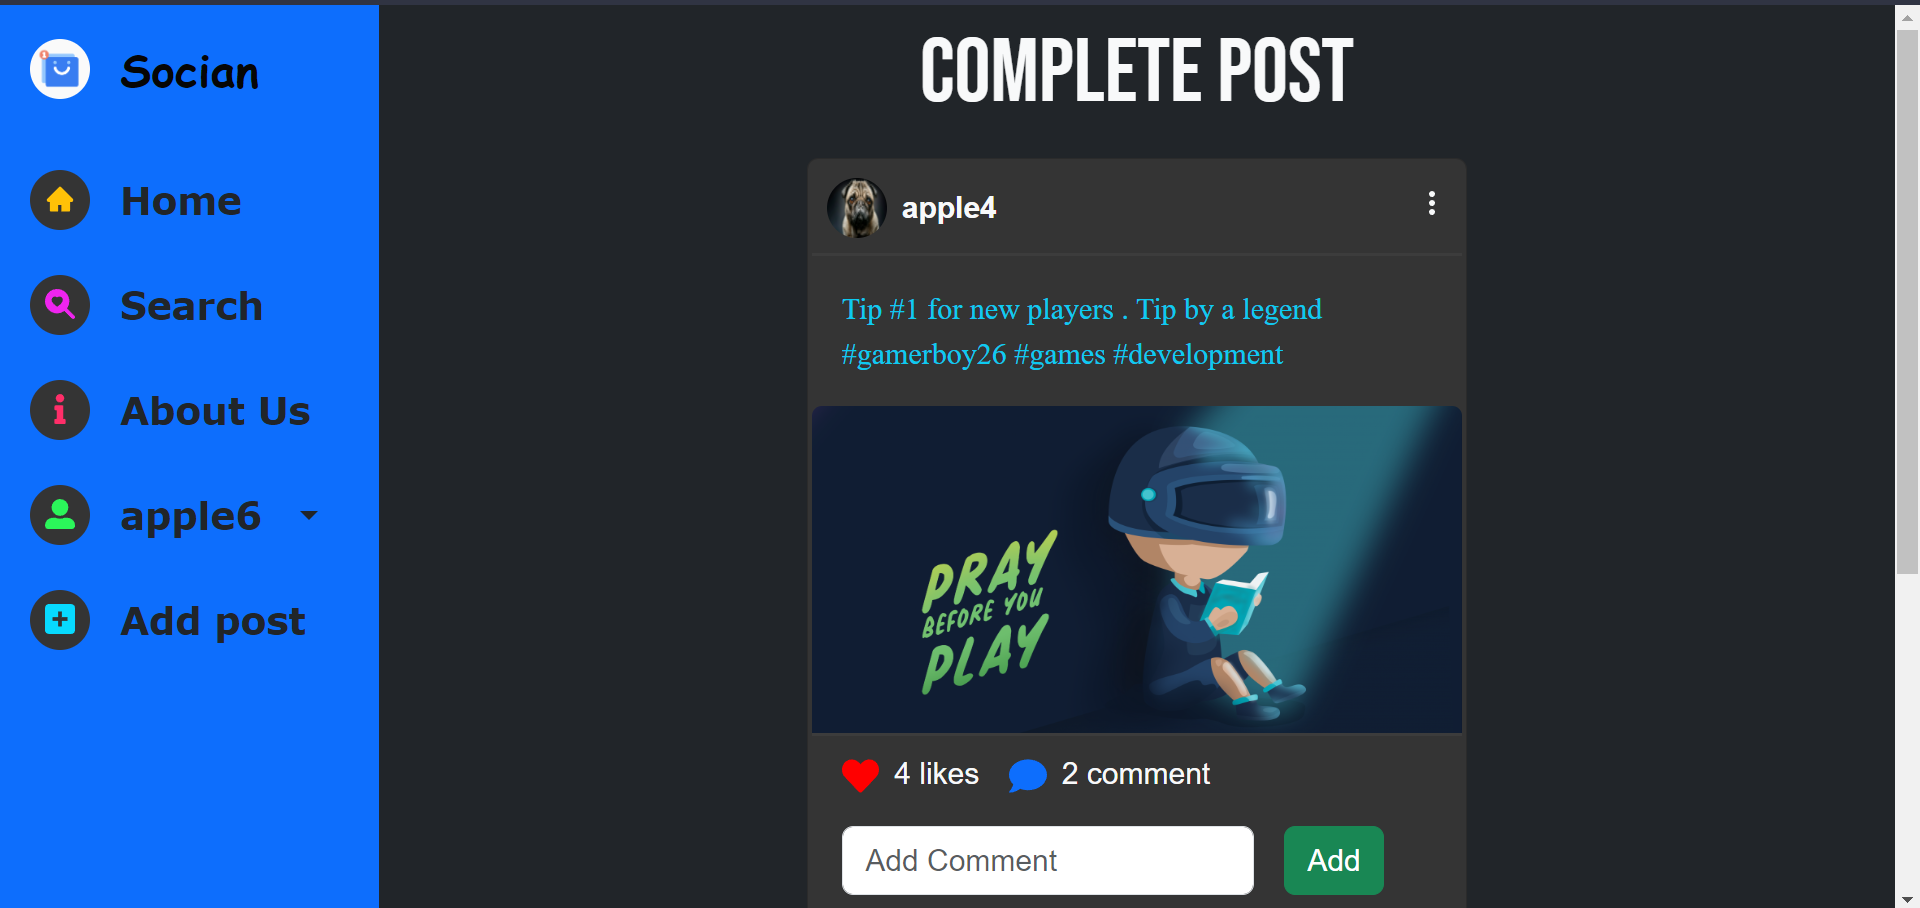 Socian
Home
Search
About Us
apple6
Add post
COMPLETE POST
apple4
Tip #1 for new players . Tip by a legend
#gamerboy26 #games #development
PRAY
BEFORE YOU
PLAY
4 likes
2 comment
Add Comment
Add